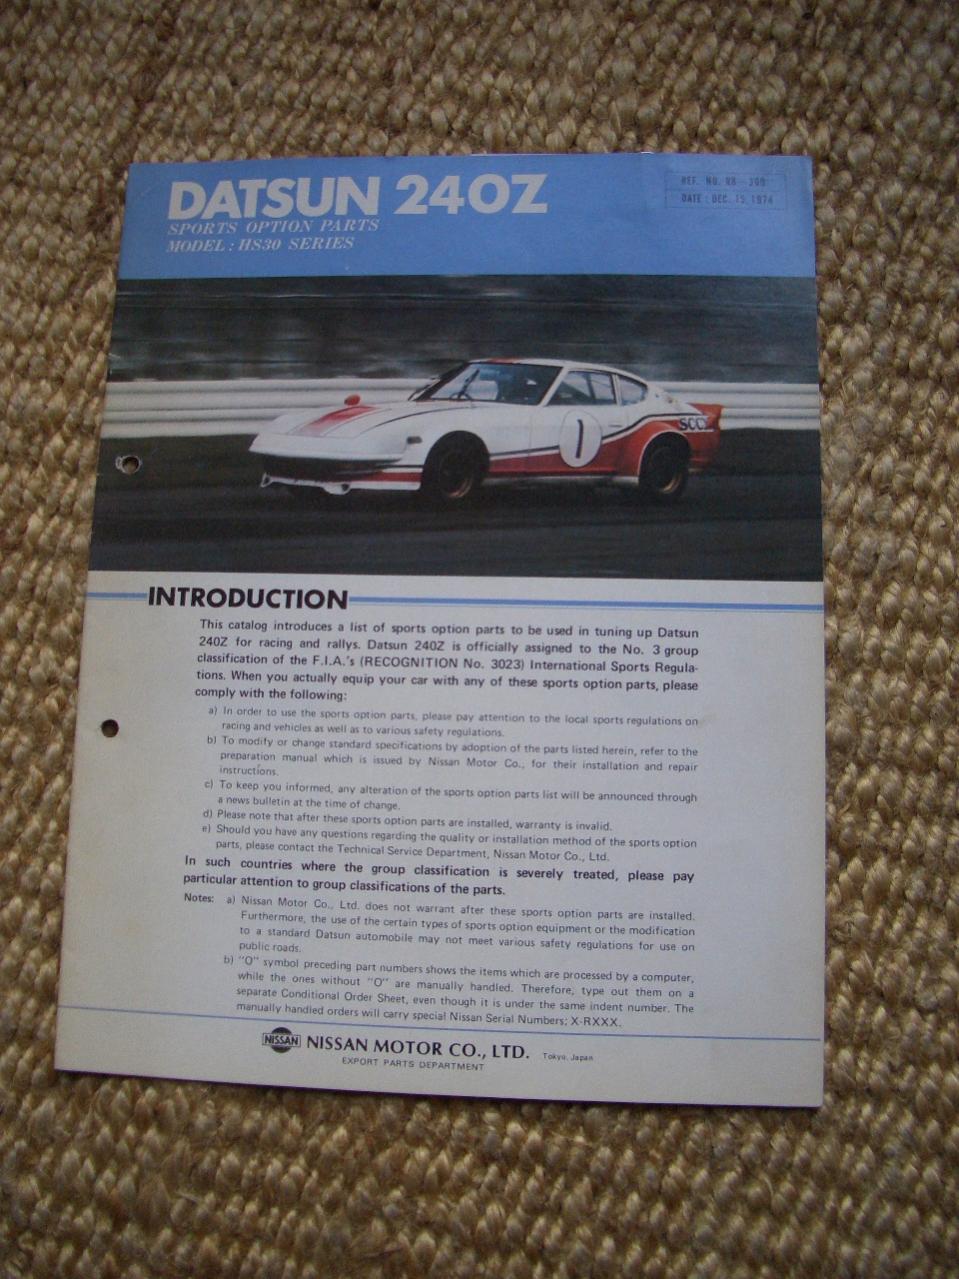 DATSUN 240Z
SPORTS OPTION PARTS
MODEL : HS30 SERIES
REF. NO. RB-
DATE : DEC. 15, 1974
1
SCCN
INTRODUCTION
This catalog introduces a list of sports option parts to be used in tuning up Datsun
240Z for racing and rallys. Datsun 240Z is officially assigned to the No. 3 group
classification of the F.I.A.'s (RECOGNITION No. 3023) International Sports Regula-
tions. When you actually equip your car with any of these sports option parts, please
comply with the following:
a) In order to use the sports option parts, please pay attention to the local sports regulations on
racing and vehicles as well as to various safety regulations.
b) To modify or change standard specifications by adoption of the parts listed herein, refer to the
preparation manual which is issued by Nissan Motor Co., for their installation and repair
instructions.
c) To keep you informed, any alteration of the sports option parts list will be announced through
a news bulletin at the time of change.
d) Please note that after these sports option parts are installed, warranty is invalid.
e) Should you have any questions regarding the quality or installation method of the sports option
parts, please contact the Technical Service Department, Nissan Motor Co., Ltd.
In such countries where the group classification is severely treated, please pay
particular attention to group classifications of the parts.
Notes: a) Nissan Motor Co., Ltd. does not warrant after these sports option parts are installed.
Furthermore, the use of the certain types of sports option equipment or the modification
to a standard Datsun automobile may not meet various safety regulations for use on
public roads.
b) "O" symbol preceding part numbers shows the items which are processed by a computer,
while the ones without "O" are manually handled. Therefore, type out them on a
separate Conditional Order Sheet, even though it is under the same indent number. The
manually handled orders will carry special Nissan Serial Numbers; X-RXXX.
NISSAN NISSAN MOTOR CO., LTD. Tokyo, Japan
EXPORT PARTS DEPARTMENT